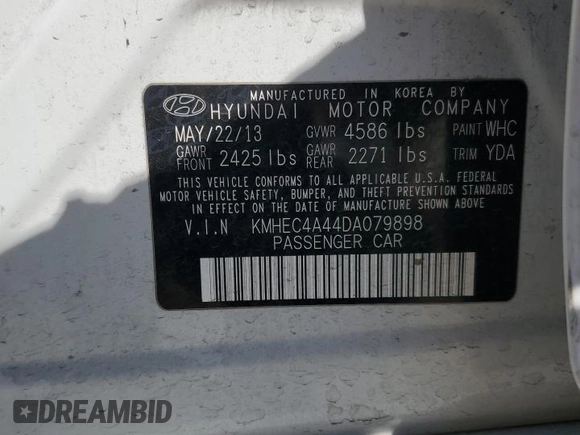 MANUFACTURED IN KOREA BY
HYUNDAI MOTOR COMPANY
MAY/22/13 GVWR 4586 lbs PAINT WHC
GAWR FRONT 2425 lbs GAWR REAR 2271 lbs TRIM YDA
THIS VEHICLE CONFORMS TO ALL APPLICABLE U.S.A. FEDERAL
MOTOR VEHICLE SAFETY, BUMPER, AND THEFT PREVENTION STANDARDS
IN EFFECT ON THE DATE OF MANUFACTURE SHOWN ABOVE
V.I.N KMHEC4A44DA079898
PASSENGER CAR
DREAMBID